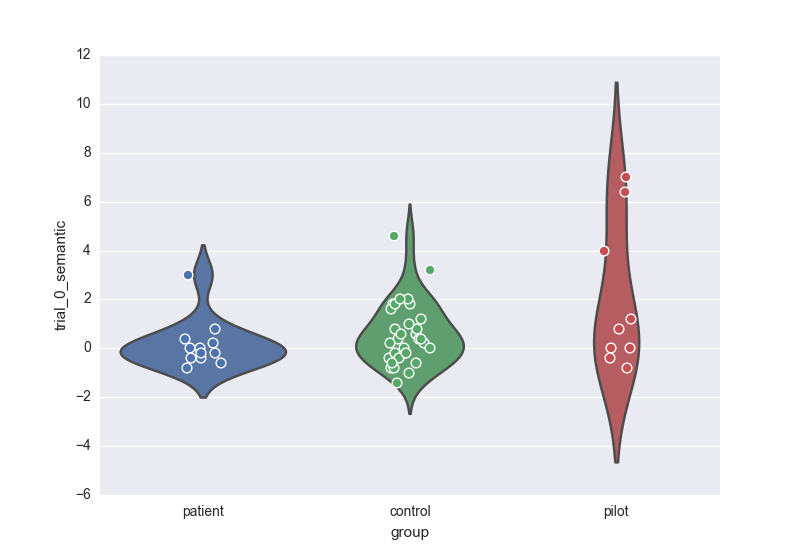 12
10
8
6
4
2
0
−2
−4
−6
trial_0_semantic
patient
control
pilot
group